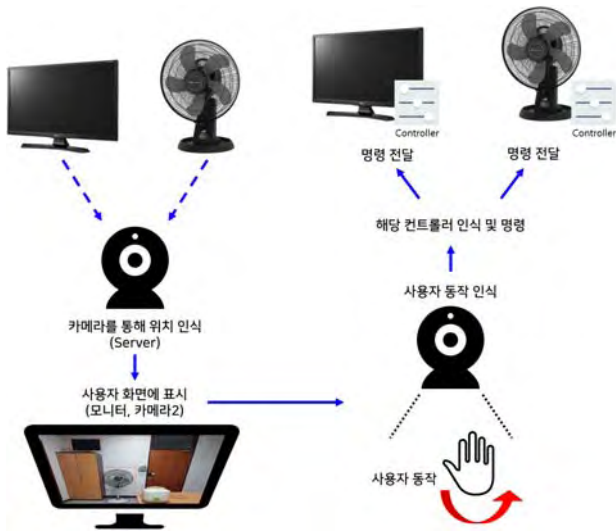 Controller
Controller
명령 전달
명령 전달
해당 컨트롤러 인식 및 명령
사용자 동작 인식
카메라를 통해 위치 인식
(Server)
사용자 화면에 표시
(모니터, 카메라2)
사용자 동작